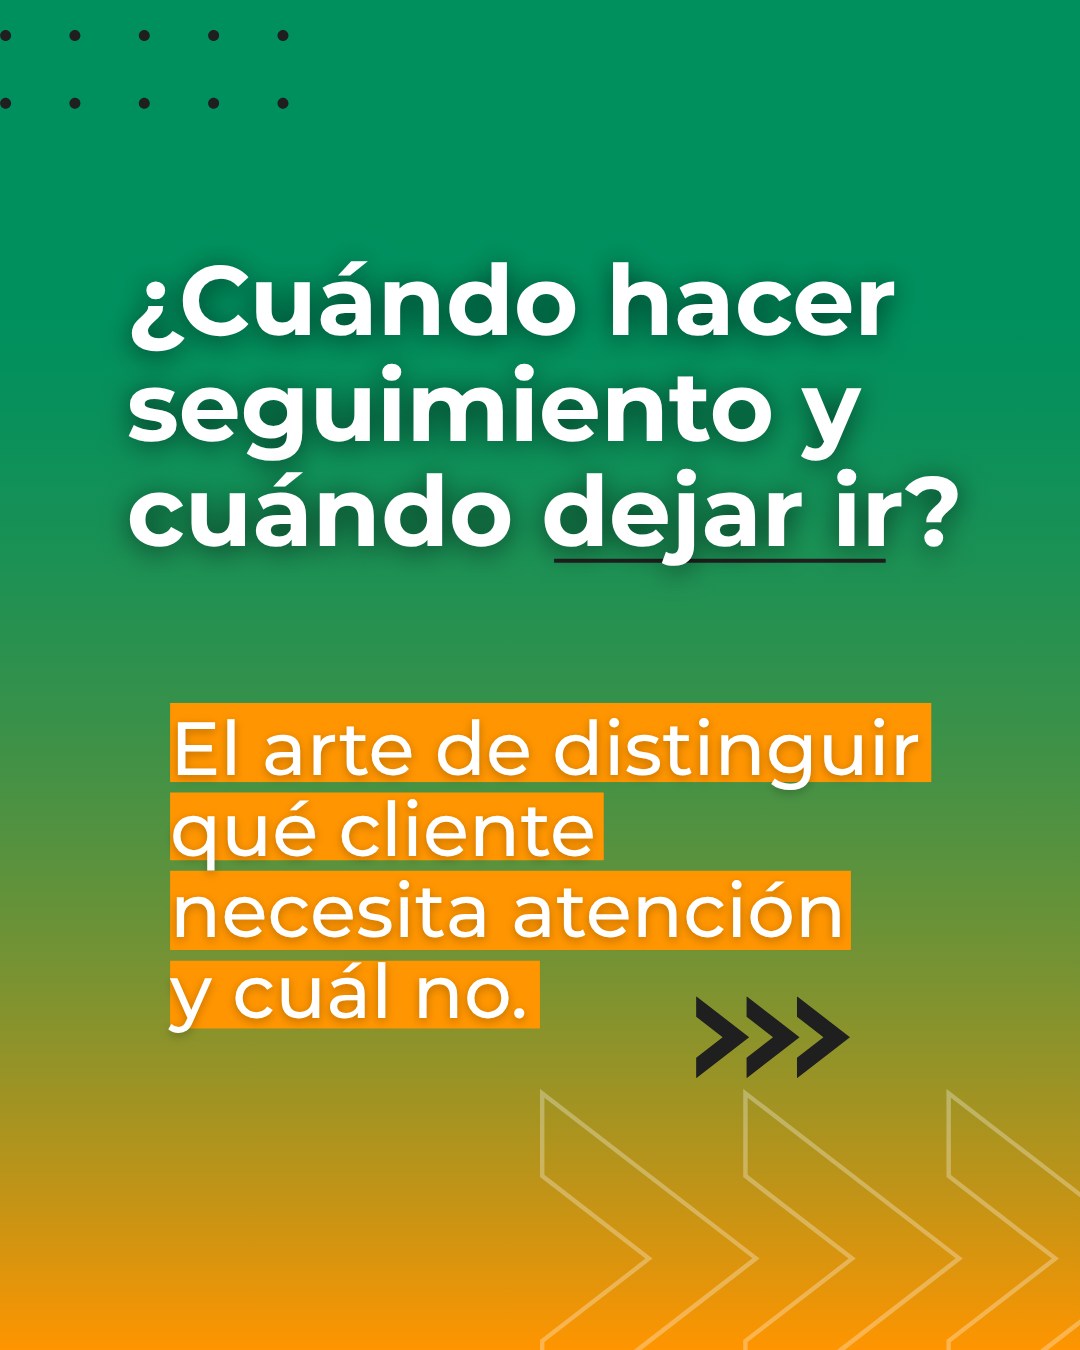 ¿Cuándo hacer
seguimiento y
cuándo dejar ir?
El arte de distinguir
qué cliente
necesita atención
y cuál no.